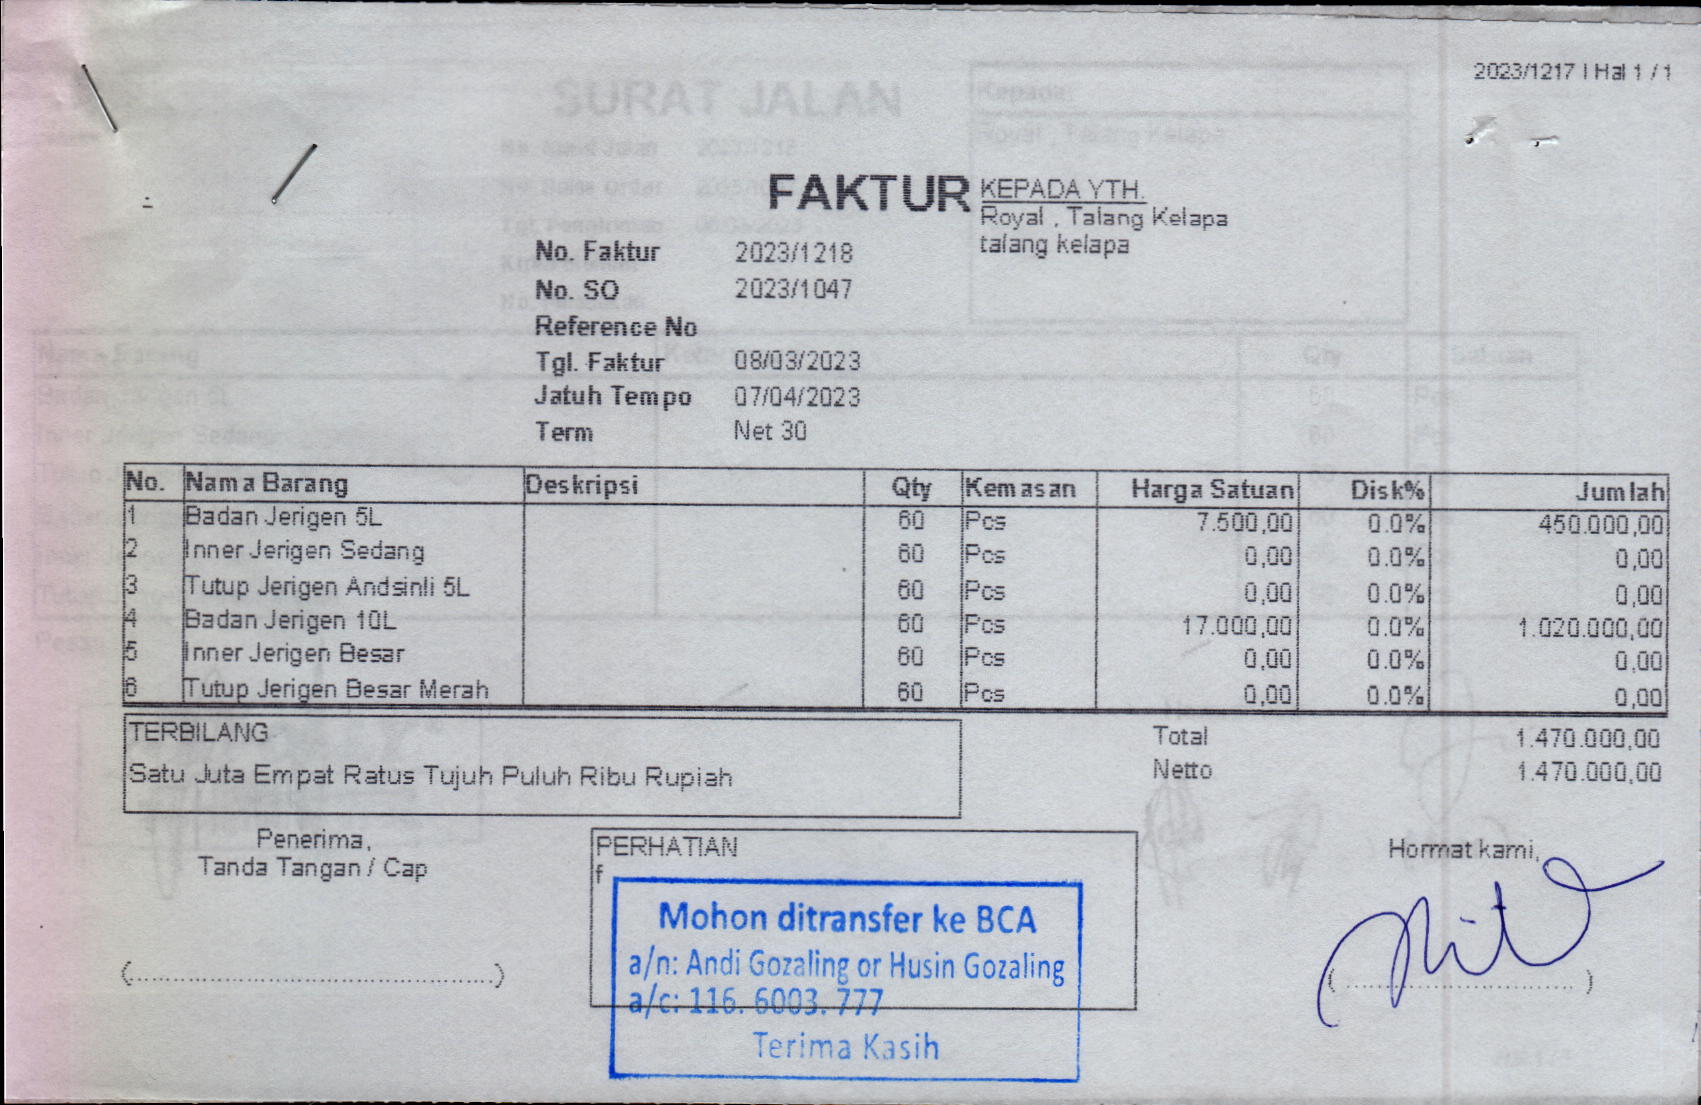 2023/1217 | Hal 1 / 1
SURAT JALAN
Kepada
Royal , Talang Kelapa
FAKTUR
KEPADA YTH.
Royal , Talang Kelapa
talang kelapa
No. Faktur 2023/1218
No. SO 2023/1047
Reference No
Tgl. Faktur 08/03/2023
Jatuh Tempo 07/04/2023
Term Net 30
No. Nama Barang Deskripsi Qty Kemasan Harga Satuan Disk% Jumlah
1 Badan Jerigen 5L 60 Pcs 7.500,00 0.0% 450.000,00
2 Inner Jerigen Sedang 60 Pcs 0,00 0.0% 0,00
3 Tutup Jerigen Andsinli 5L 60 Pcs 0,00 0.0% 0,00
4 Badan Jerigen 10L 60 Pcs 17.000,00 0.0% 1.020.000,00
5 Inner Jerigen Besar 60 Pcs 0,00 0.0% 0,00
6 Tutup Jerigen Besar Merah 60 Pcs 0,00 0.0% 0,00
TERBILANG
Satu Juta Empat Ratus Tujuh Puluh Ribu Rupiah
Total 1.470.000,00
Netto 1.470.000,00
Penerima,
Tanda Tangan / Cap
PERHATIAN
f
Mohon ditransfer ke BCA
a/n: Andi Gozaling or Husin Gozaling
a/c: 116. 6003. 777
Terima Kasih
Hormat kami,